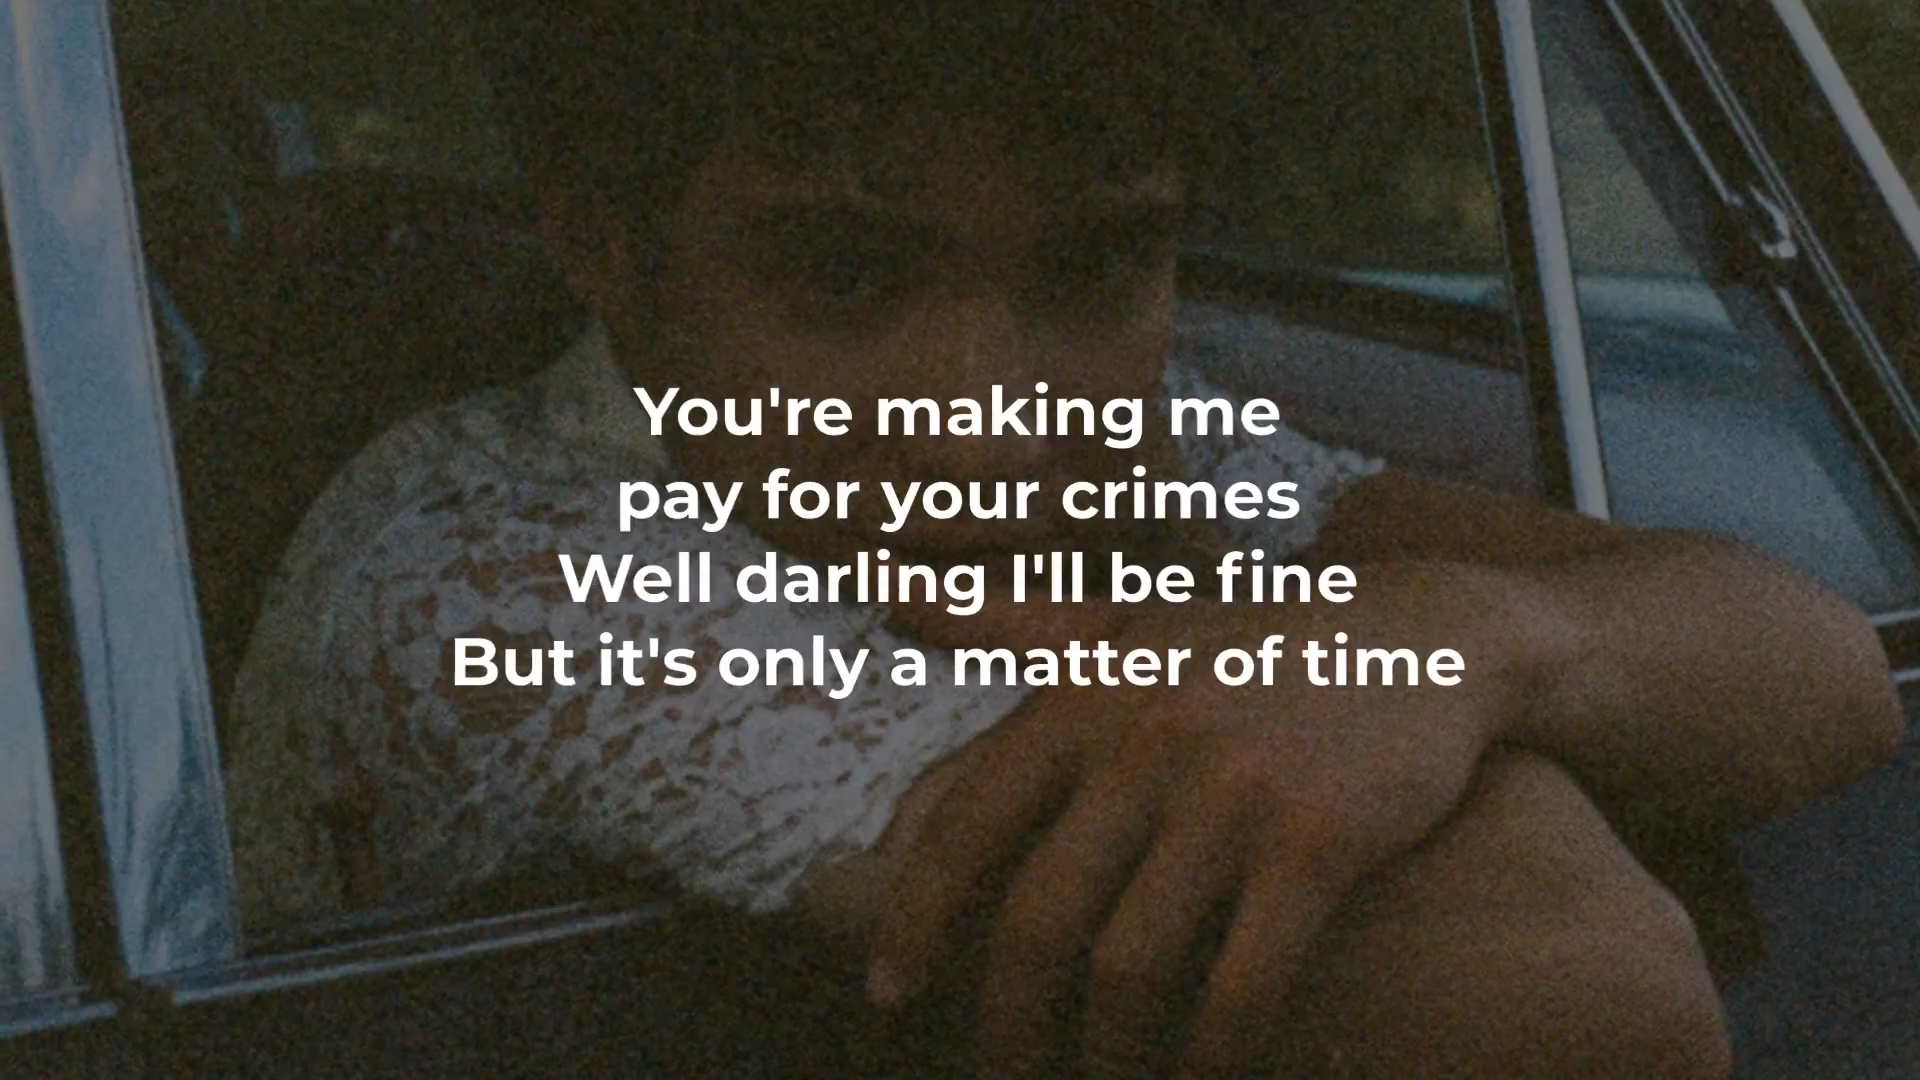 You're making me
pay for your crimes
Well darling I'll be fine
But it's only a matter of time